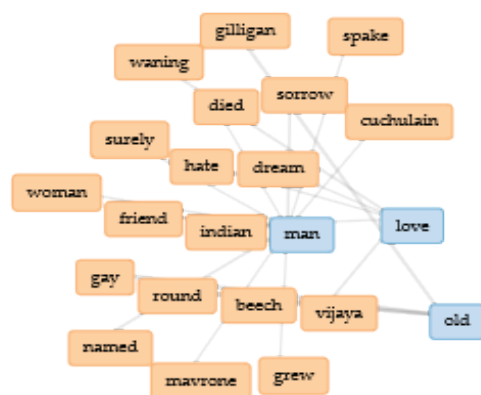 gilligan
spake
waning
sorrow
died
cuchulain
surely
hate
dream
woman
friend
love
indian
man
gay
round
beech
vijaya
old
named
grew
mavrone